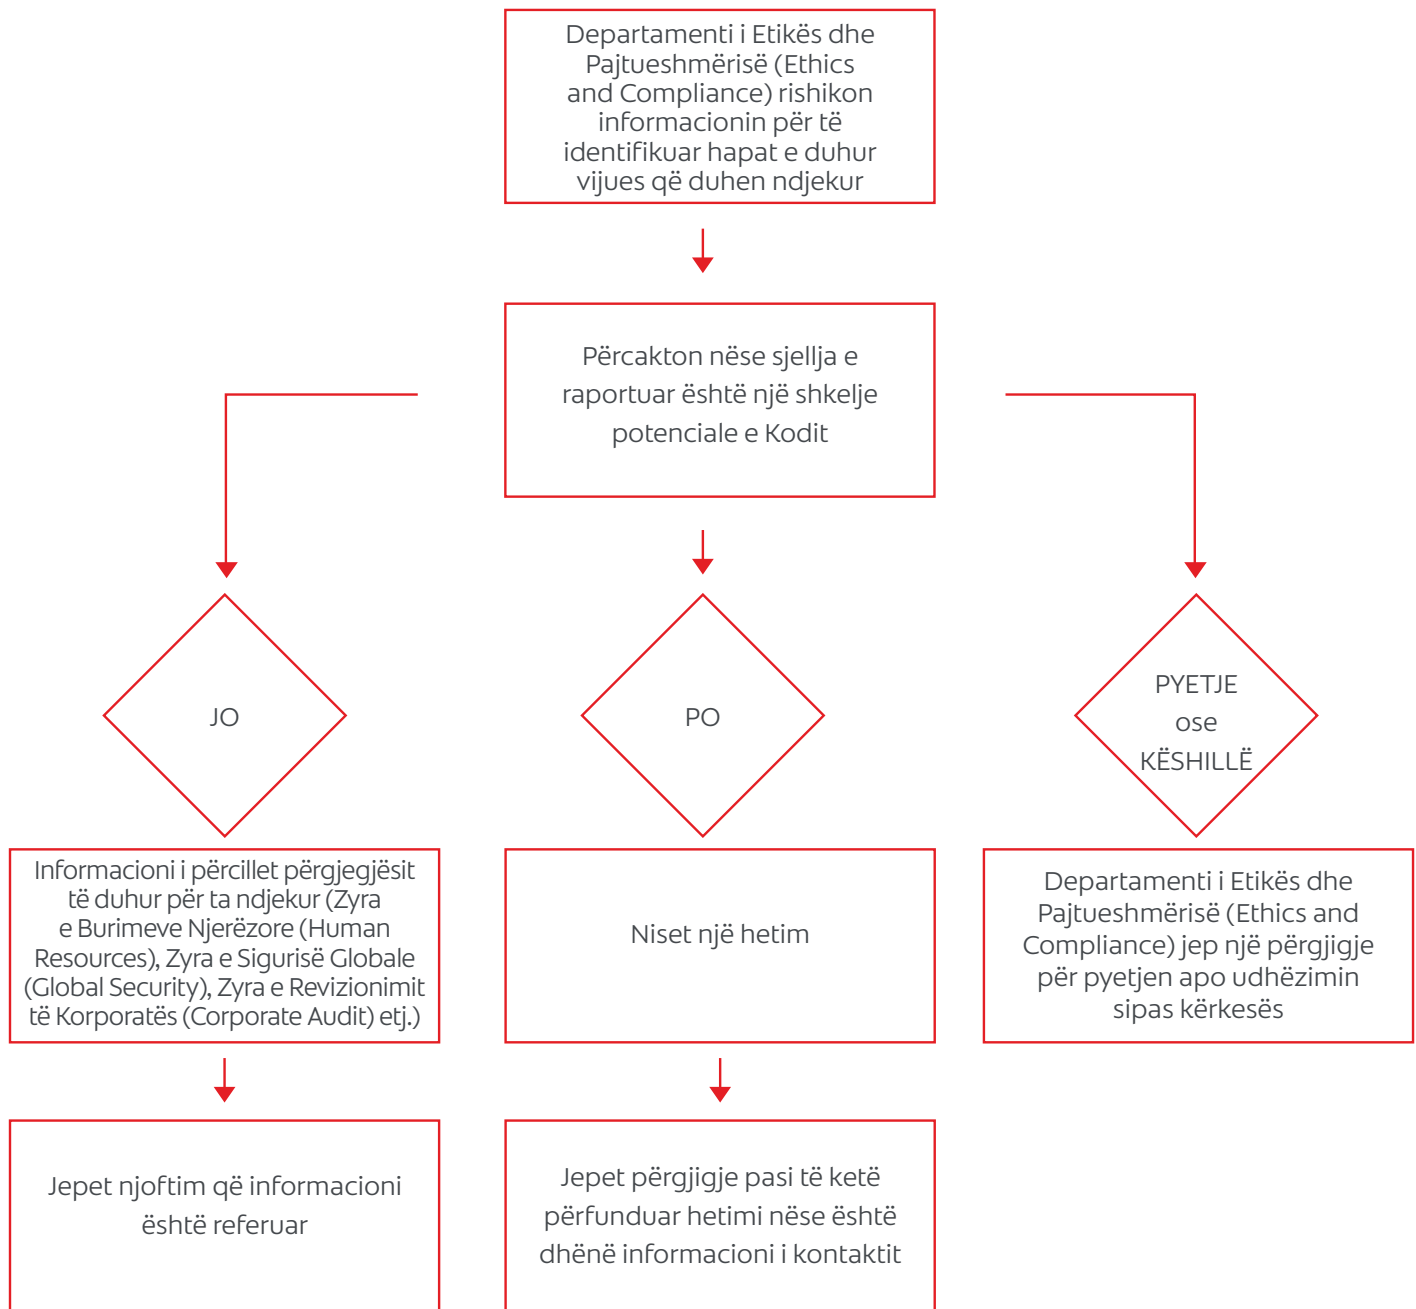 Departamenti i Etikës dhe
Pajtueshmërisë (Ethics
and Compliance) rishikon
informacionin për të
identifikuar hapat e duhur
vijues që duhen ndjekur
Përcakton nëse sjellja e
raportuar është një shkelje
potenciale e Kodit
JO
PO
PYETJE
ose
KËSHILLË
Informacioni i përcillet përgjegjësit
të duhur për ta ndjekur (Zyra
e Burimeve Njerëzore (Human
Resources), Zyra e Sigurisë Globale
(Global Security), Zyra e Revizionimit
të Korporatës (Corporate Audit) etj.)
Niset një hetim
Departamenti i Etikës dhe
Pajtueshmërisë (Ethics and
Compliance) jep një përgjigje
për pyetjen apo udhëzimin
sipas kërkesës
Jepet njoftim që informacioni
është referuar
Jepet përgjigje pasi të ketë
përfunduar hetimi nëse është
dhënë informacioni i kontaktit